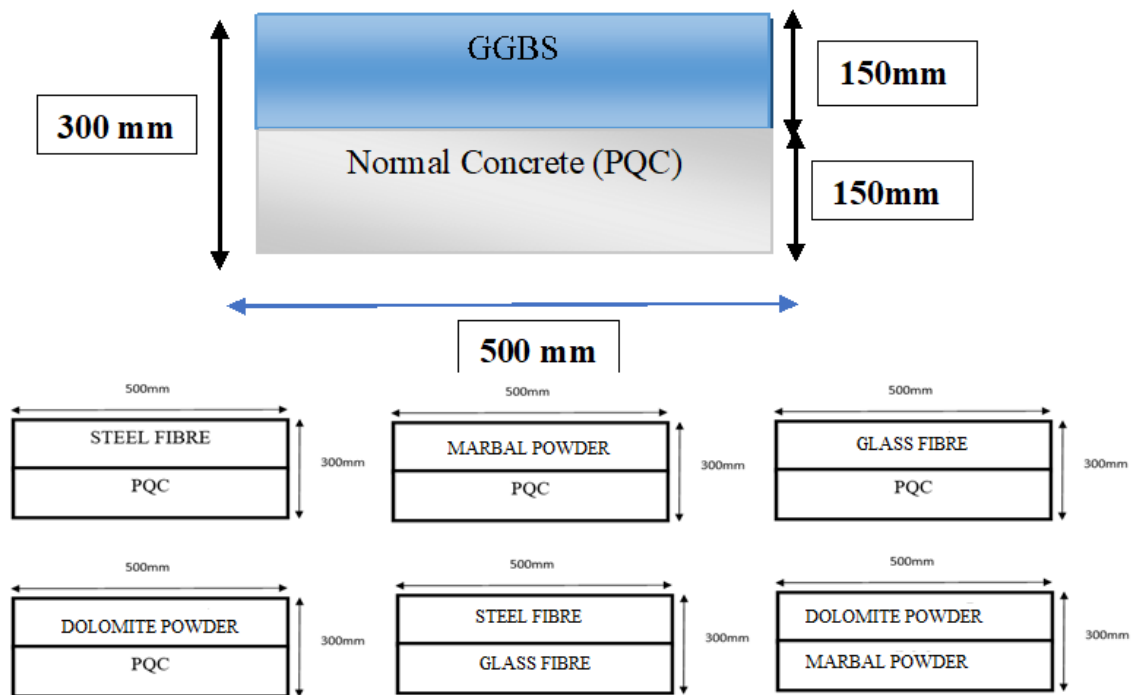 GGBS
150mm
300 mm
Normal Concrete (PQC)
150mm
500 mm
500mm
500mm
500mm
STEEL FIBRE
PQC
300mm
MARBAL POWDER
PQC
300mm
GLASS FIBRE
PQC
300mm
500mm
500mm
500mm
DOLOMITE POWDER
PQC
300mm
STEEL FIBRE
GLASS FIBRE
300mm
DOLOMITE POWDER
MARBAL POWDER
300mm